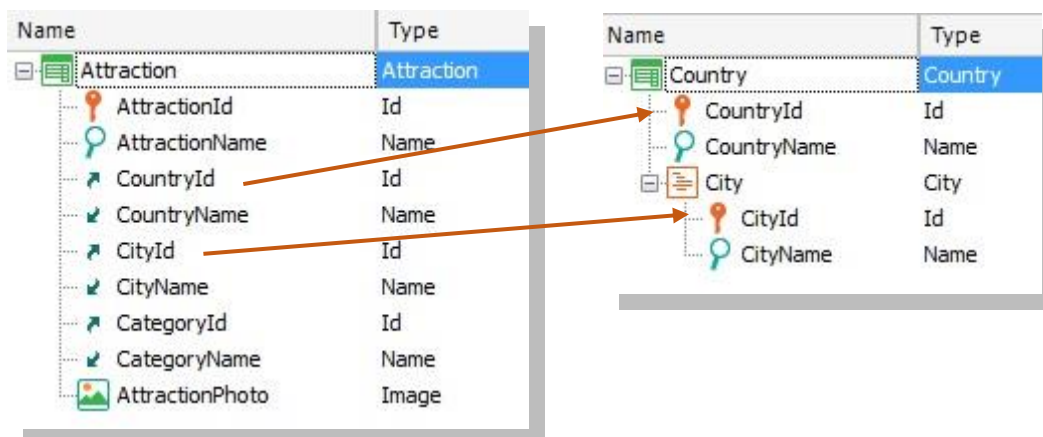 Name Type
Attraction Attraction
AttractionId Id
AttractionName Name
CountryId Id
CountryName Name
CityId Id
CityName Name
CategoryId Id
CategoryName Name
AttractionPhoto Image
Name Type
Country Country
CountryId Id
CountryName Name
City City
CityId Id
CityName Name